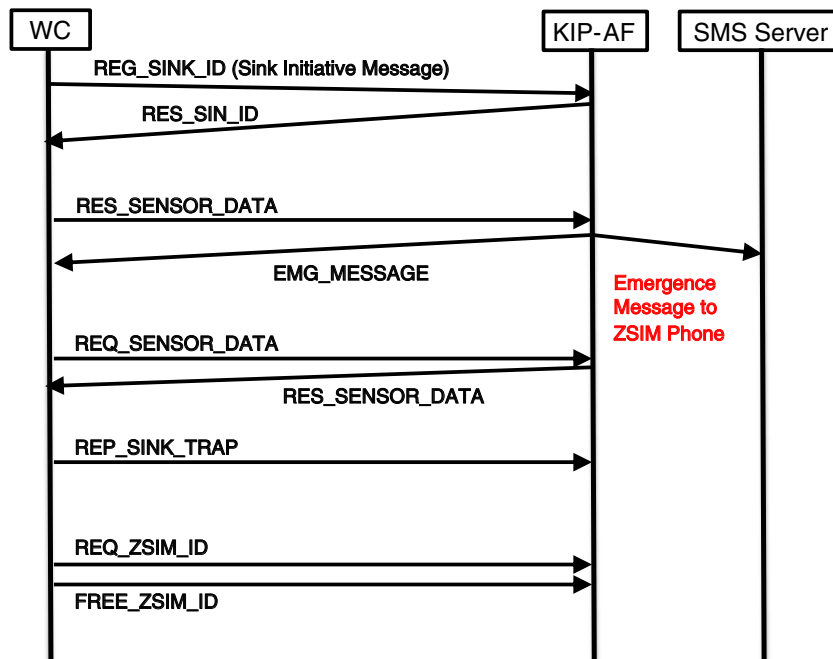 WC
KIP-AF
SMS Server
REG_SINK_ID (Sink Initiative Message)
RES_SIN_ID
RES_SENSOR_DATA
EMG_MESSAGE
Emergence
Message to
ZSIM Phone
REQ_SENSOR_DATA
RES_SENSOR_DATA
REP_SINK_TRAP
REQ_ZSIM_ID
FREE_ZSIM_ID